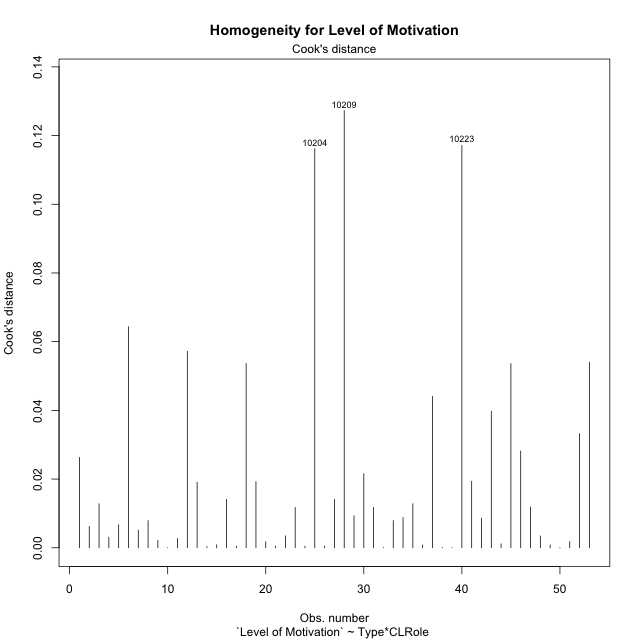 Homogeneity for Level of Motivation
Cook's distance
0.14
0.12
0.10
0.08
0.06
0.04
0.02
0.00
Cook's distance
10209
10204
10223
0 10 20 30 40 50
Obs. number
`Level of Motivation` ~ Type*CLRole